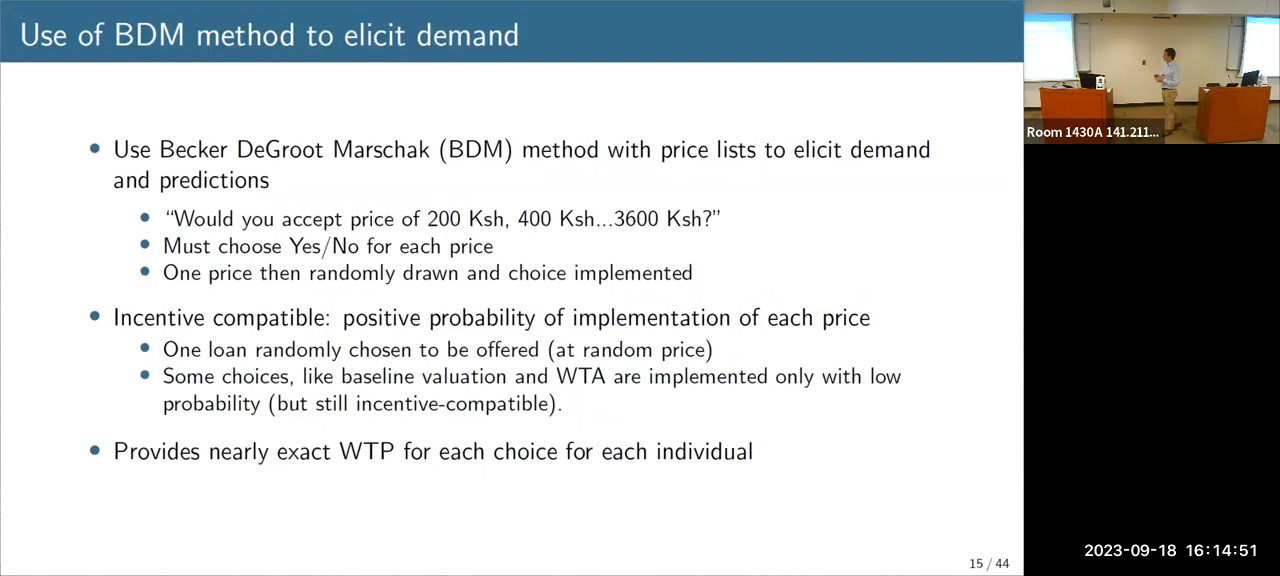 Use of BDM method to elicit demand
Use Becker DeGroot Marschak (BDM) method with price lists to elicit demand
and predictions
"Would you accept price of 200 Ksh, 400 Ksh...3600 Ksh?"
Must choose Yes/No for each price
One price then randomly drawn and choice implemented
Incentive compatible: positive probability of implementation of each price
One loan randomly chosen to be offered (at random price)
Some choices, like baseline valuation and WTA are implemented only with low
probability (but still incentive-compatible).
Provides nearly exact WTP for each choice for each individual
15 / 44
Room 1430A 141.211...
2023-09-18 16:14:51